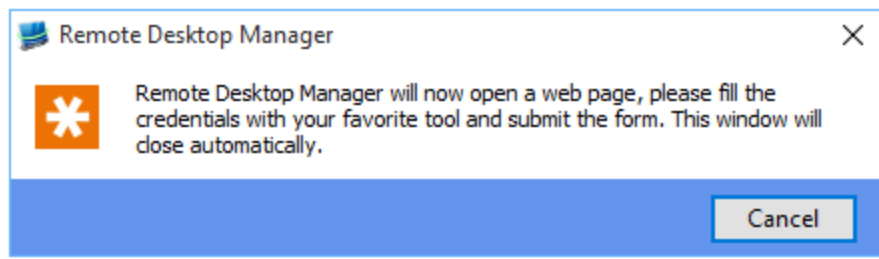 Remote Desktop Manager
Remote Desktop Manager will now open a web page, please fill the
credentials with your favorite tool and submit the form. This window will
close automatically.
Cancel